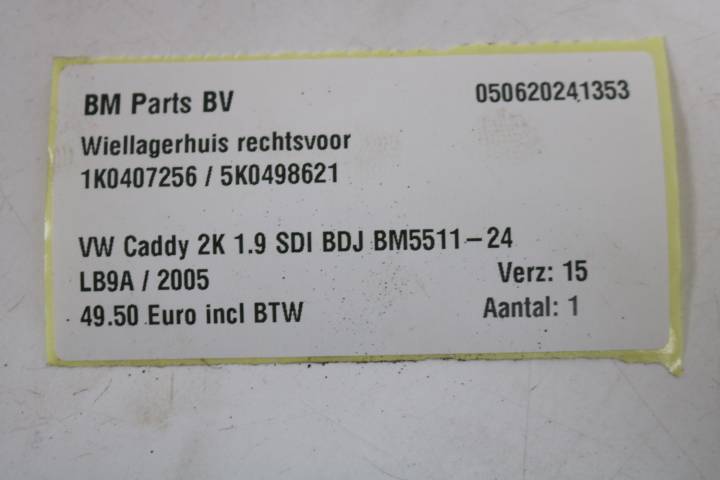 BM Parts BV 050620241353
Wiellagerhuis rechtsvoor
1K0407256 / 5K0498621
VW Caddy 2K 1.9 SDI BDJ BM5511-24
LB9A / 2005 Verz: 15
49.50 Euro incl BTW Aantal: 1